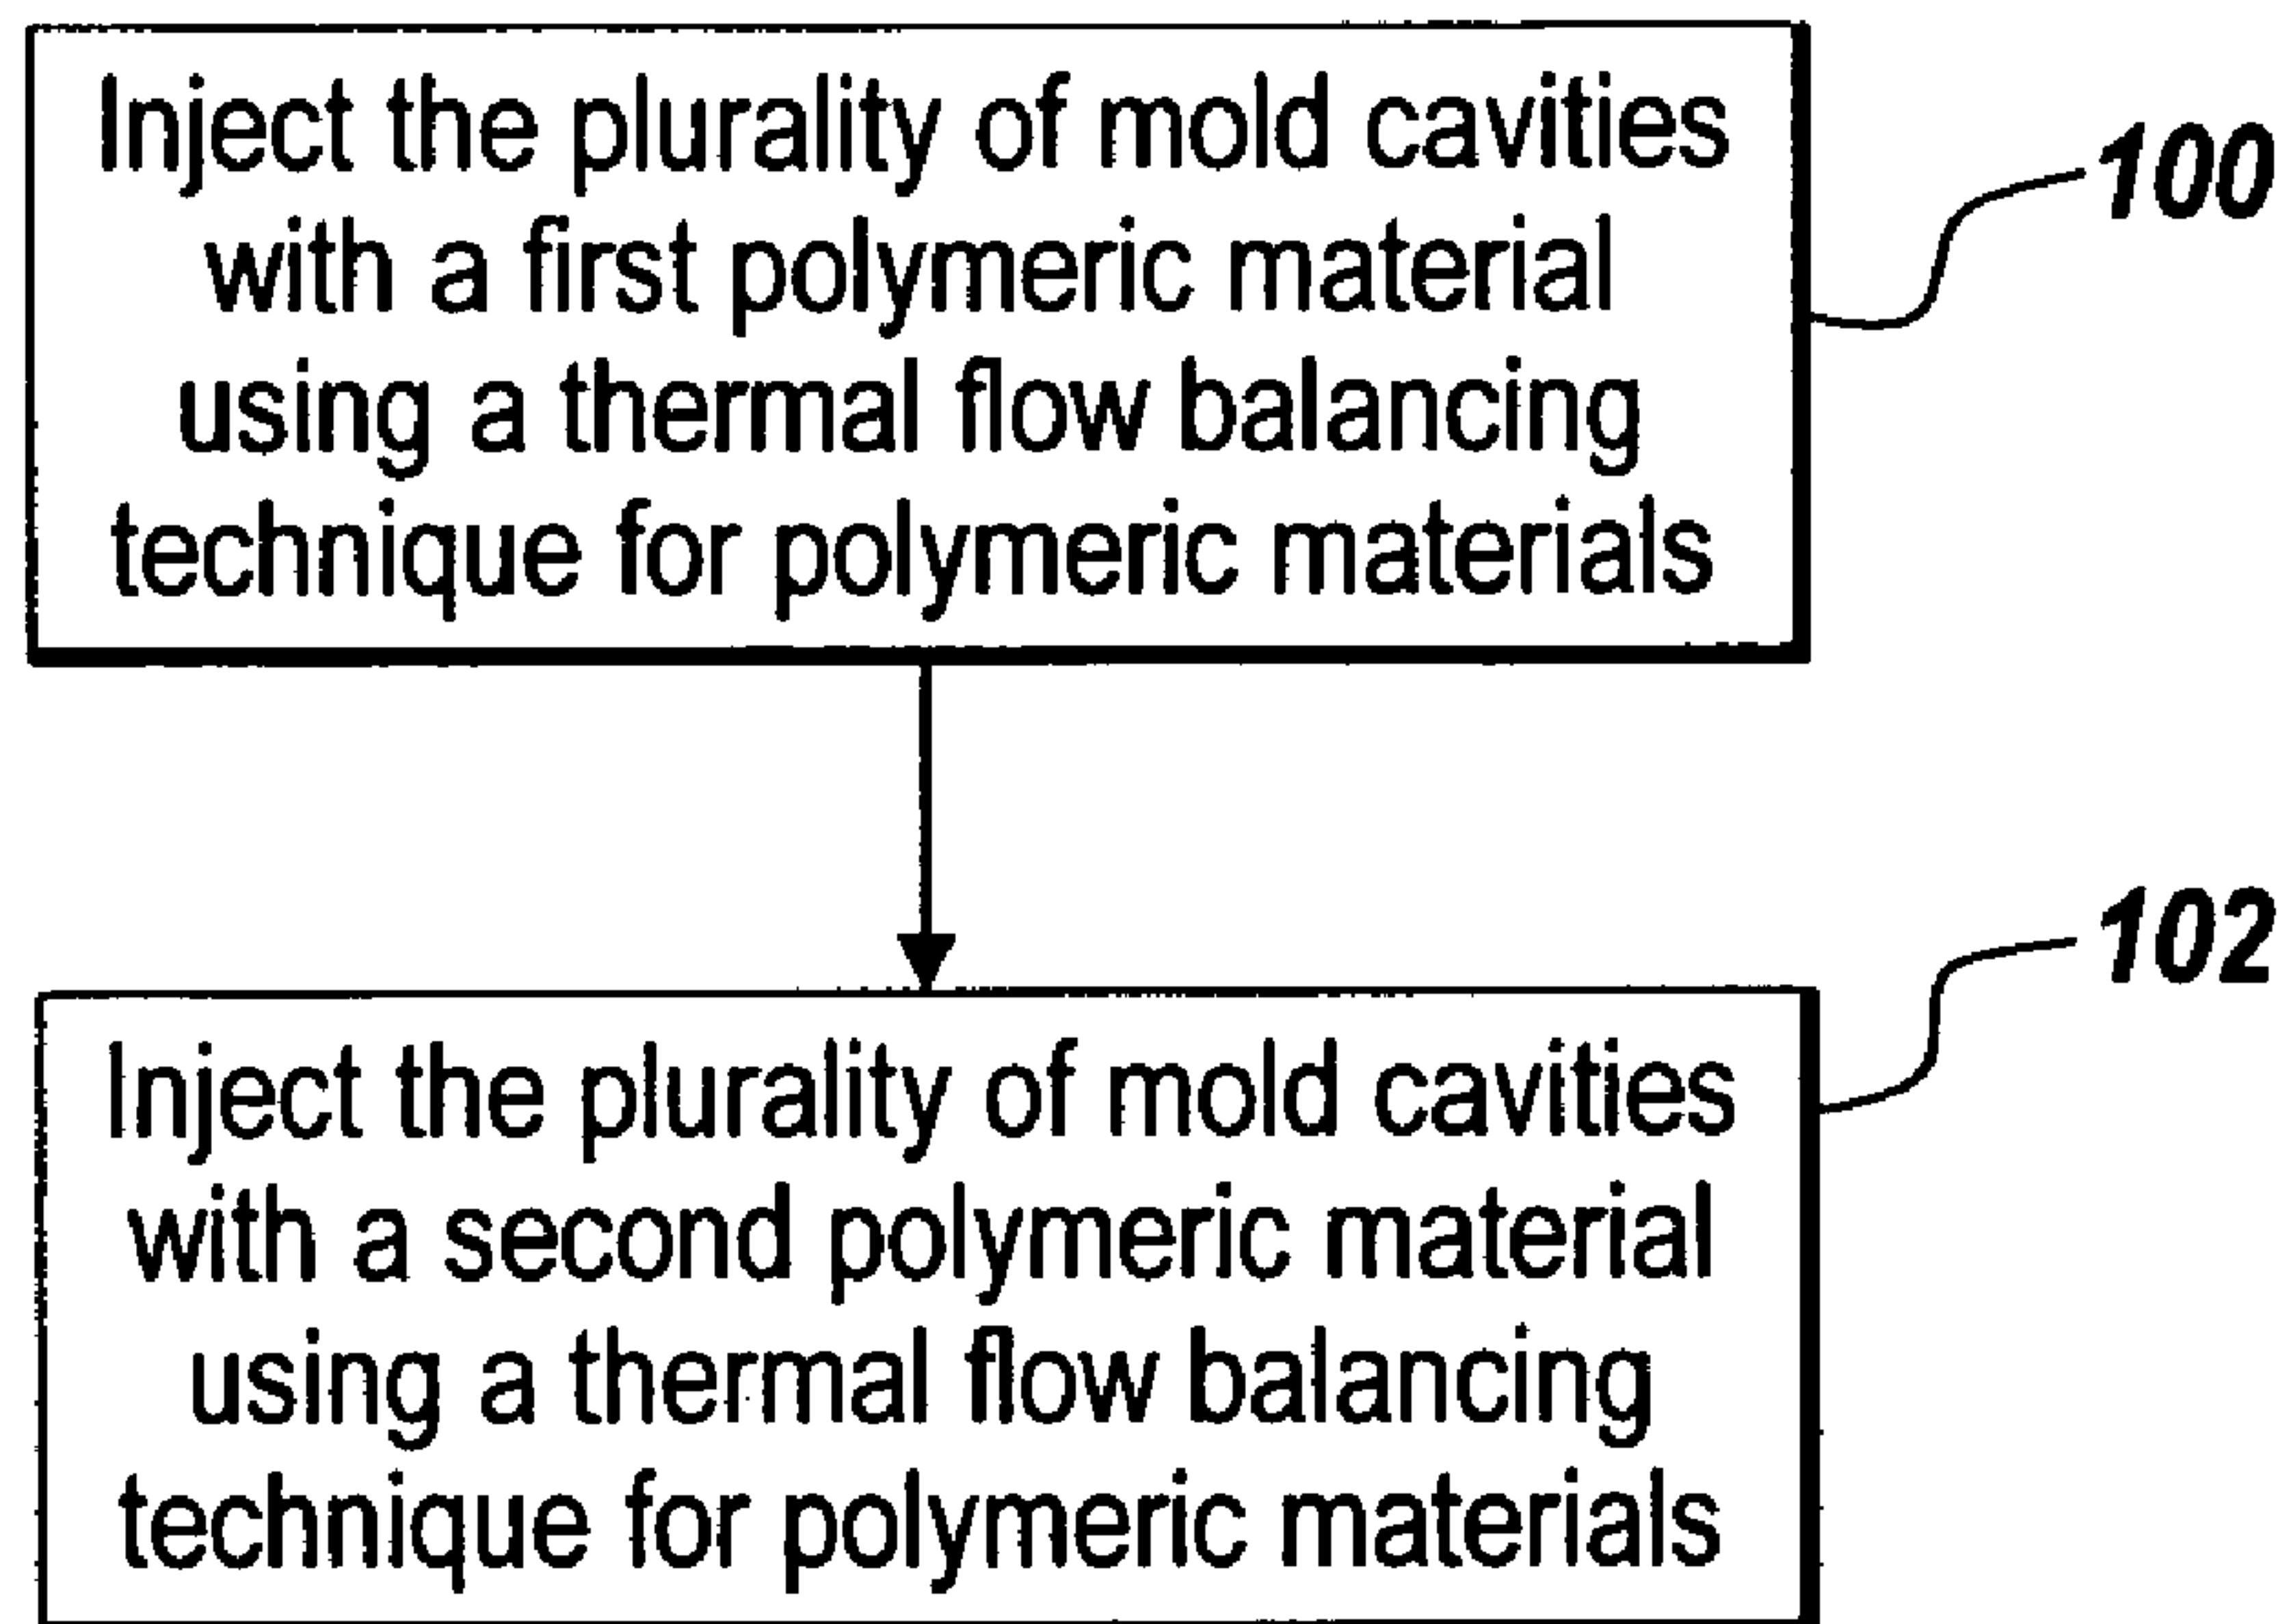 Inject the plurality of mold cavities
with a first polymeric material
using a thermal flow balancing
technique for polymeric materials
100
Inject the plurality of mold cavities
with a second polymeric material
using a thermal flow balancing
technique for polymeric materials
102